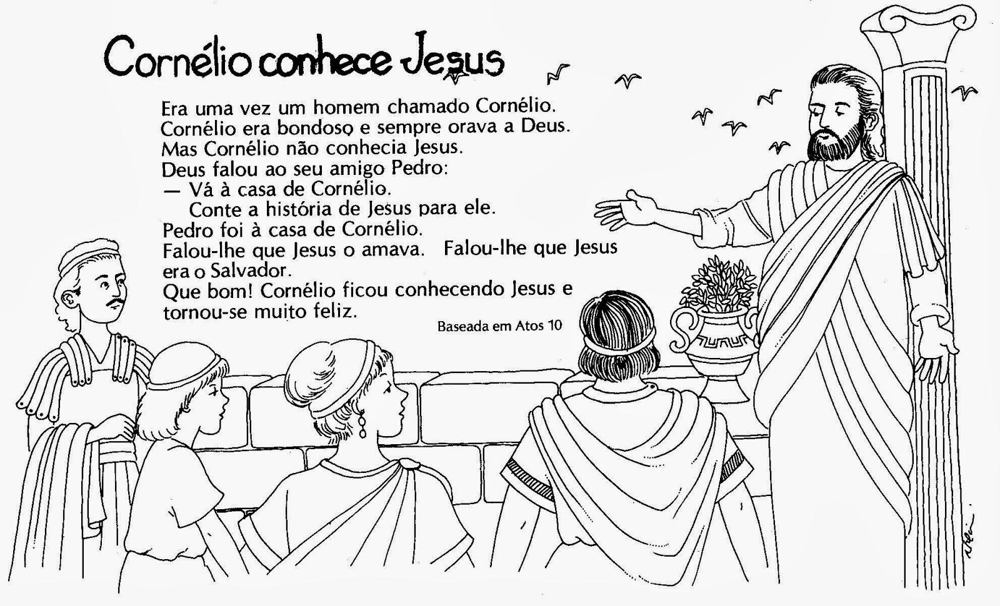 Cornélio conhece Jesus
Era uma vez um homem chamado Cornélio.
Cornélio era bondoso e sempre orava a Deus.
Mas Cornélio não conhecia Jesus.
Deus falou ao seu amigo Pedro:
— Vá à casa de Cornélio.
Conte a história de Jesus para ele.
Pedro foi à casa de Cornélio.
Falou-lhe que Jesus o amava. Falou-lhe que Jesus
era o Salvador.
Que bom! Cornélio ficou conhecendo Jesus e
tornou-se muito feliz.
Baseada em Atos 10